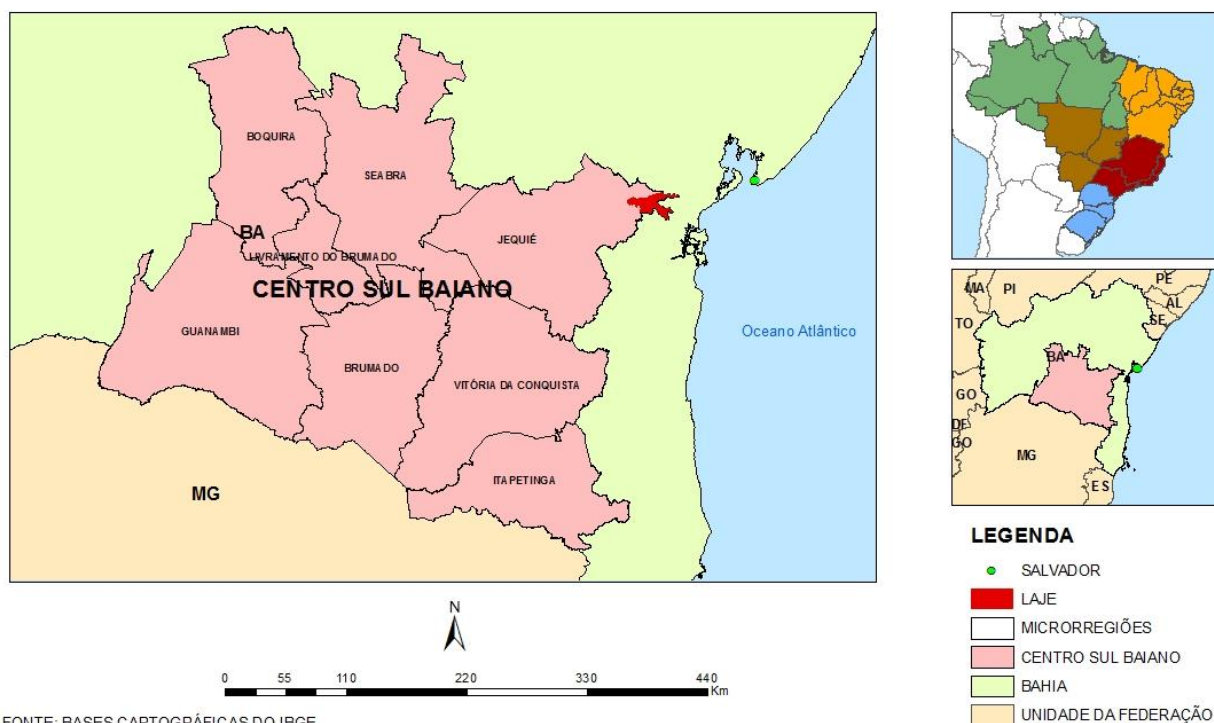 BOQUIRA
SEABRA
BA
JEQUIÉ
LIVRAMENTO DO BRUMADO
CENTRO SUL BAIANO
GUANAMBI
BRUMADO
VITÓRIA DA CONQUISTA
ITAPETINGA
MG
Oceano Atlântico
N
0 55 110 220 330 440
Km
FONTE: BASES CARTOGRÁFICAS DO IBGE
MA
PI
PE
AL
SE
TO
BA
GO
DF
GO
MG
ES
LEGENDA
SALVADOR
LAJE
MICRORREGIÕES
CENTRO SUL BAIANO
BAHIA
UNIDADE DA FEDERAÇÃO